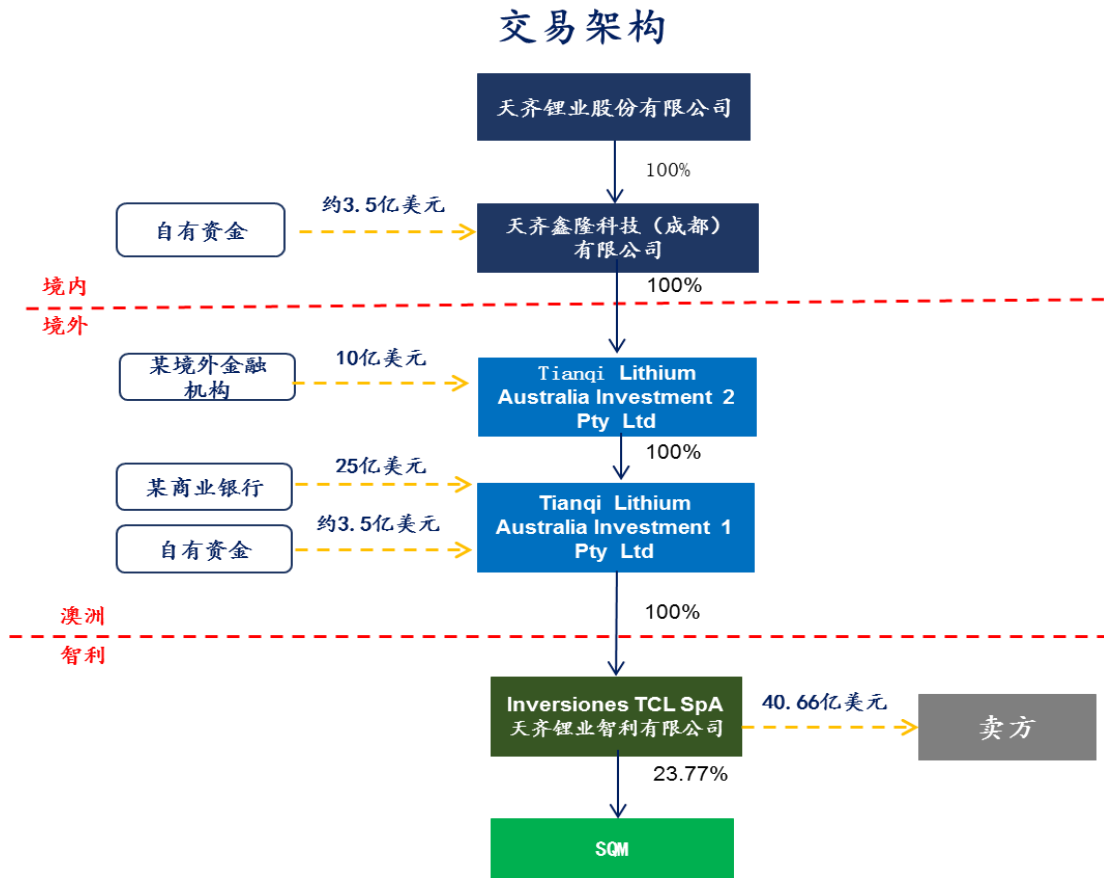 交易架构
天齐锂业股份有限公司
100%
自有资金
约3.5亿美元
天齐鑫隆科技（成都）
有限公司
100%
境内
境外
某境外金融
机构
10亿美元
Tianqi Lithium
Australia Investment 2
Pty Ltd
100%
某商业银行
25亿美元
自有资金
约3.5亿美元
Tianqi Lithium
Australia Investment 1
Pty Ltd
100%
澳洲
智利
Inversiones TCL SpA
天齐锂业智利有限公司
40.66亿美元
卖方
23.77%
SQM